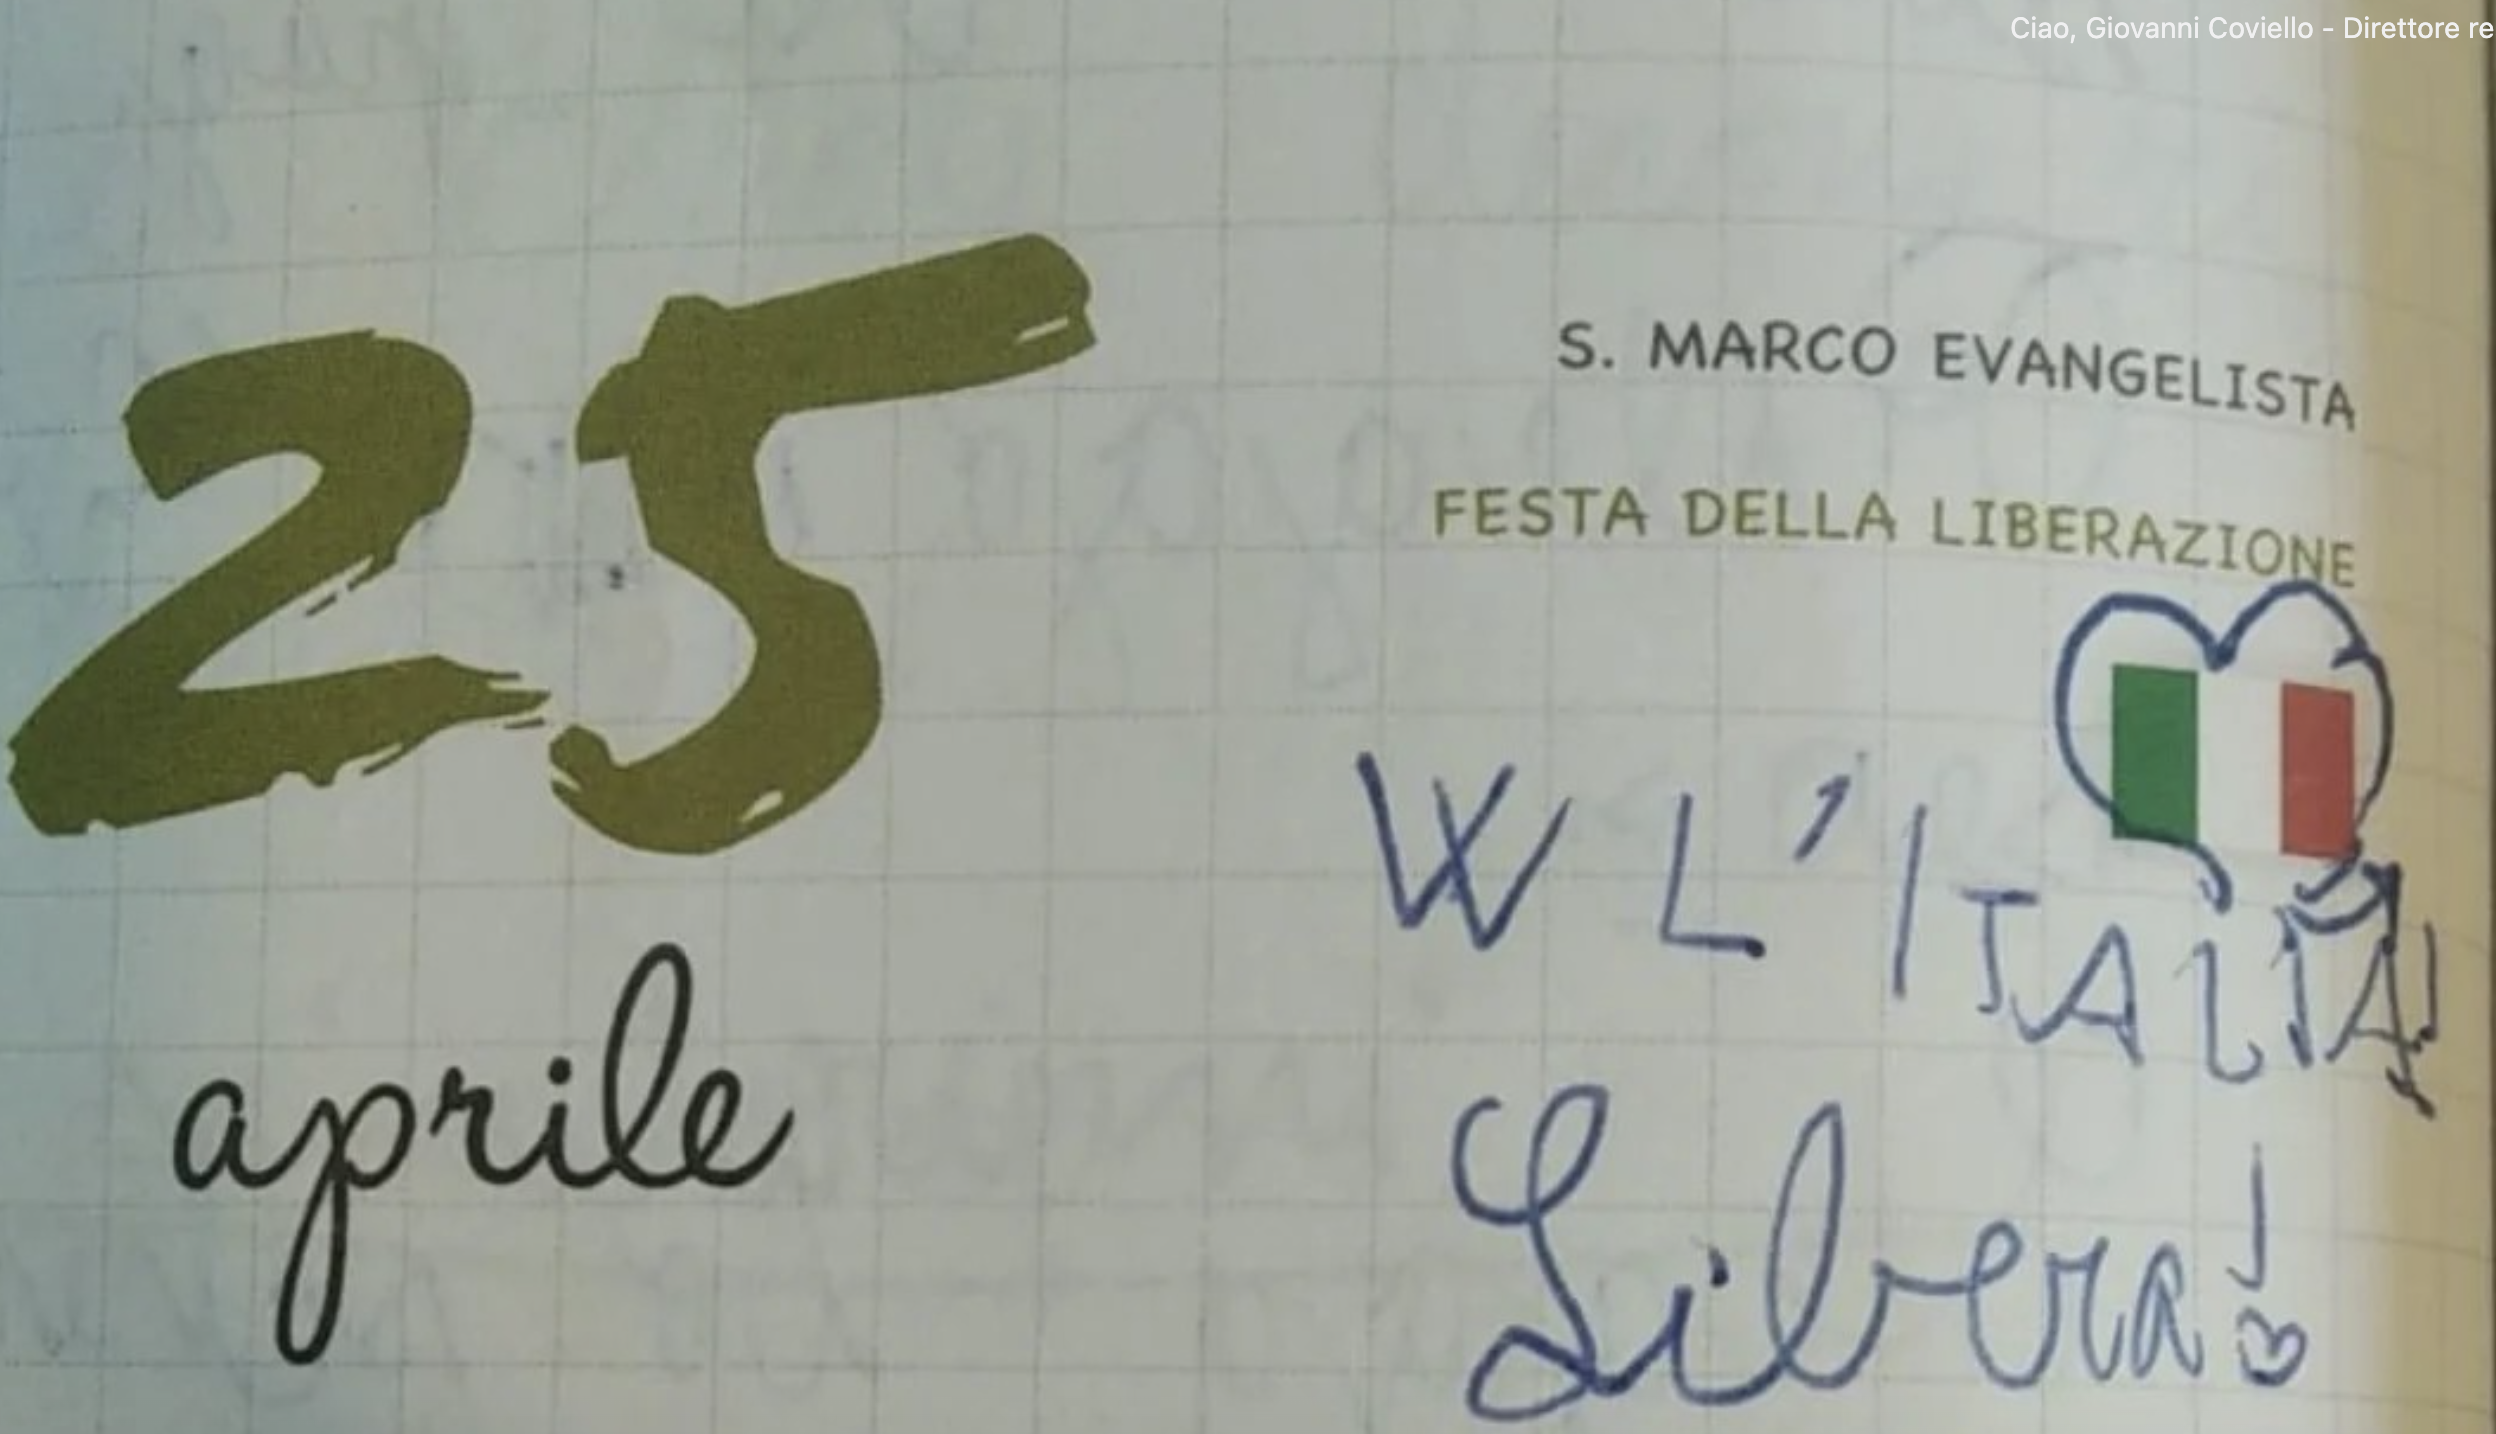 Ciao, Giovanni Coviello - Direttore re
25
aprile
S. MARCO EVANGELISTA
FESTA DELLA LIBERAZIONE
W L'ITALIA!
Libera!